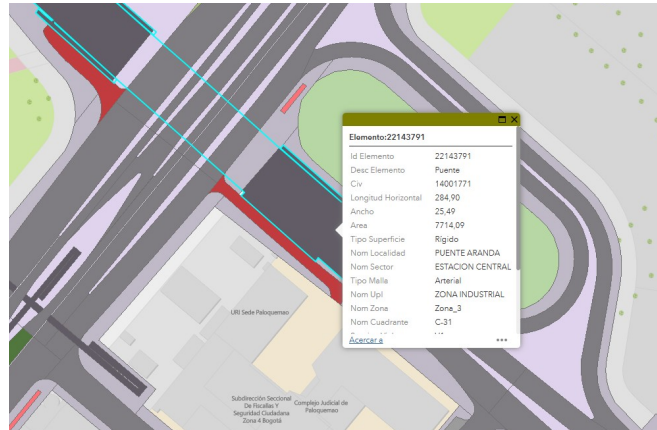 Elemento:22143791
Id Elemento 22143791
Desc Elemento Puente
Civ 14001771
Longitud Horizontal 284,90
Ancho 25,49
Area 7714,09
Tipo Superficie Rígido
Nom Localidad PUENTE ARANDA
Nom Sector ESTACION CENTRAL
Tipo Malla Arterial
Nom Upl ZONA INDUSTRIAL
Nom Zona Zona_3
Nom Cuadrante C-31
Acercar a
URI Sede Paloquemao
Subdirección Seccional
De Fiscalías Y
Seguridad Ciudadana
Zona 4 Bogotá
Complejo Judicial de
Paloquemao